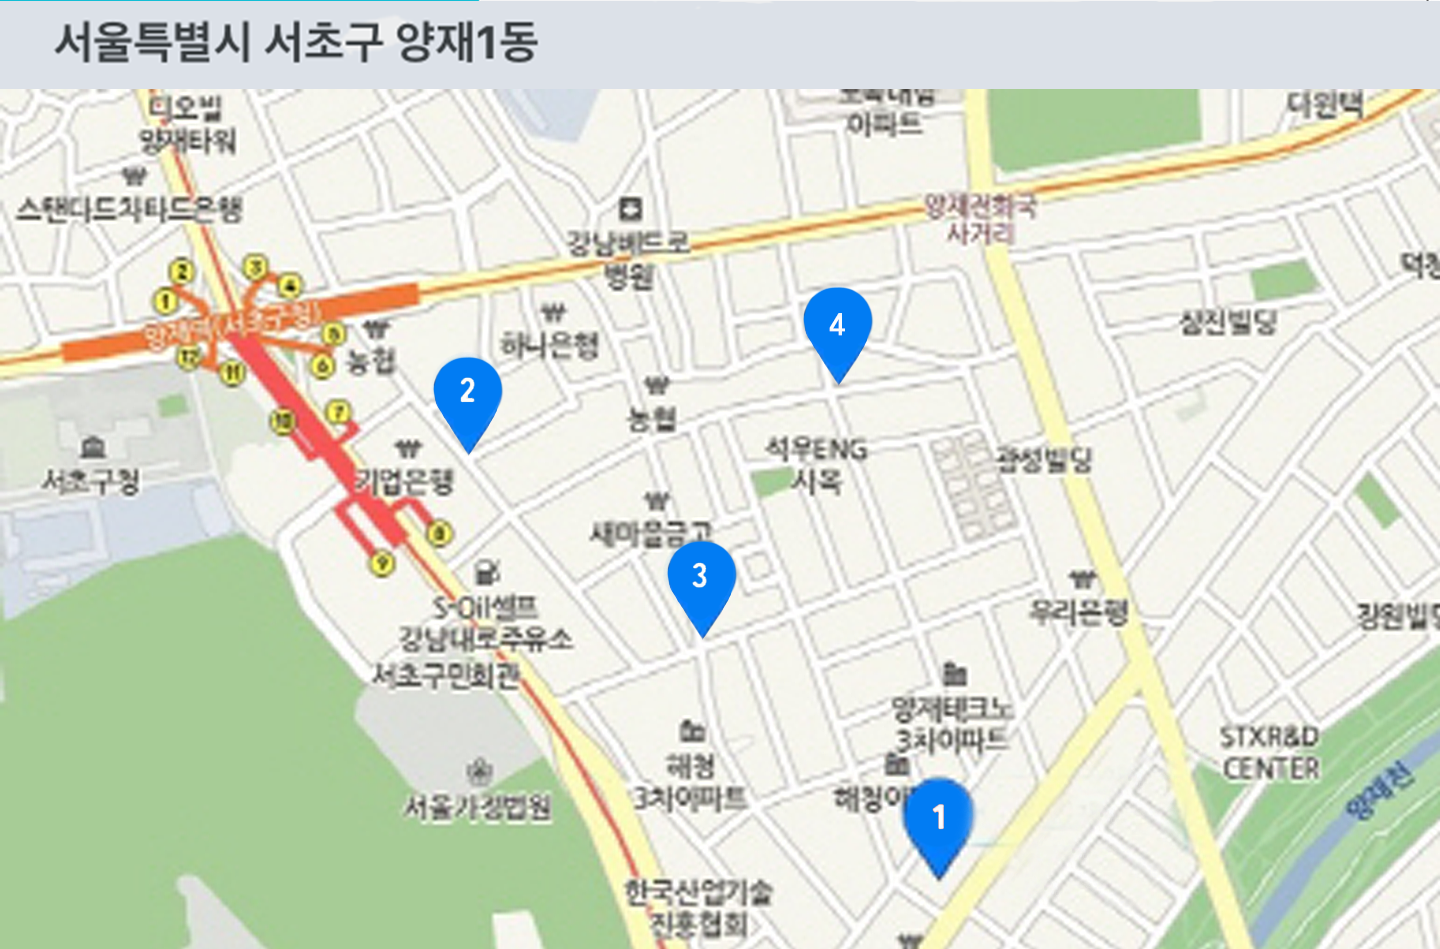 서울특별시 서초구 양재1동
디오빌
양재타워
아파트
다원택
스탠다드차타드은행
양재전화국
사거리
강남베드로
병원
덕청
2
3
4
1
양재역(서초구청)
5
12
11
6
농협
하나은행
4
삼진빌딩
2
7
10
농협
석우ENG
사옥
광성빌딩
서초구청
기업은행
8
9
새마을금고
3
S-Oil셀프
강남대로주유소
우리은행
강원빌딩
서초구민회관
양재테크노
3차아파트
STXR&D
CENTER
해청
3차아파트
해청아
양재천
서울가정법원
1
한국산업기술
진흥협회